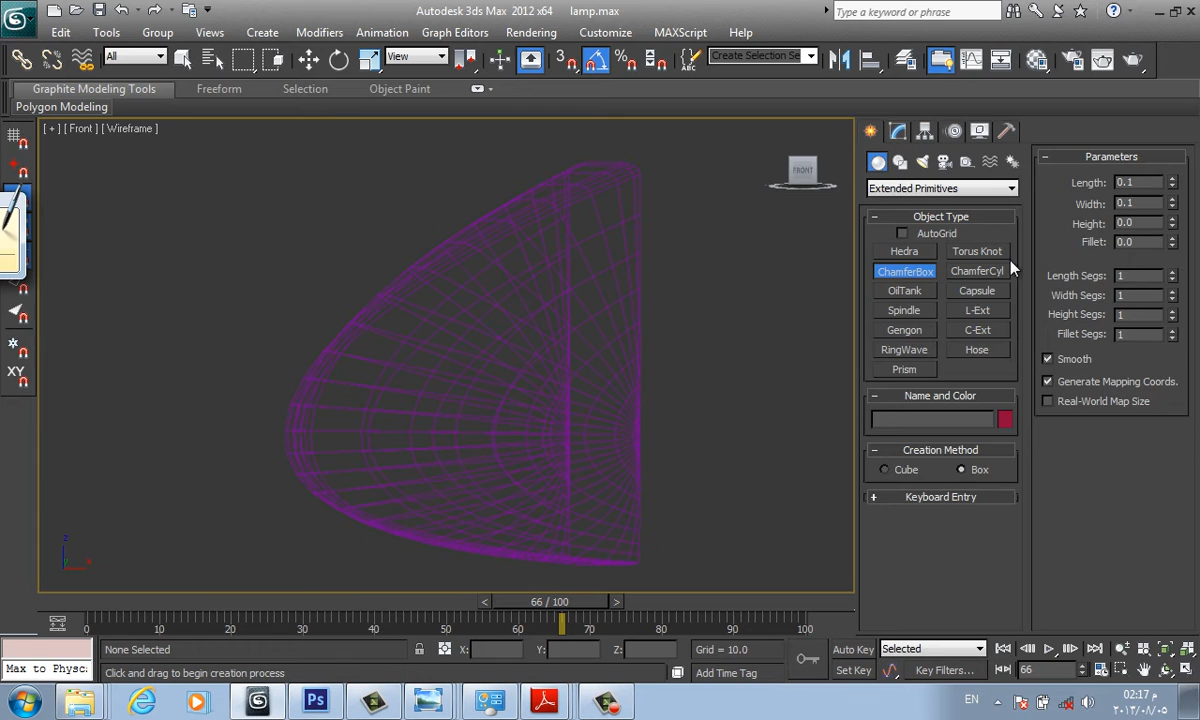 Autodesk 3ds Max 2012 x64 lamp.max
Type a keyword or phrase
Edit Tools Group Views Create Modifiers Animation Graph Editors Rendering Customize MAXScript Help
All View 3 % Create Selection Se
Graphite Modeling Tools Freeform Selection Object Paint
Polygon Modeling
[ + ] [ Front ] [ Wireframe ]
FRONT
Extended Primitives
Object Type
AutoGrid
Hedra Torus Knot
ChamferBox ChamferCyl
OilTank Capsule
Spindle L-Ext
Gengon C-Ext
RingWave Hose
Prism
Name and Color
Creation Method
Cube Box
Keyboard Entry
Parameters
Length: 0.1
Width: 0.1
Height: 0.0
Fillet: 0.0
Length Segs: 1
Width Segs: 1
Height Segs: 1
Fillet Segs: 1
Smooth
Generate Mapping Coords.
Real-World Map Size
XY
z
x
66 / 100
0 10 20 30 40 50 60 70 80 90 100
None Selected X: Y: Z: Grid = 10.0 Auto Key Selected
Max to Physc Click and drag to begin creation process Add Time Tag Set Key Key Filters... 66
Ps
EN
02:17 م
٢٠١٣/٠٨/٠٥